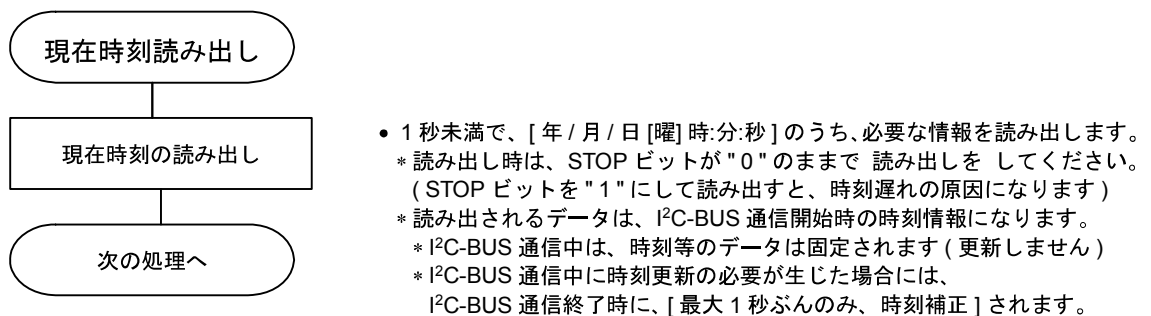 現在時刻読み出し
現在時刻の読み出し
次の処理へ
• 1 秒未満で、[ 年 / 月 / 日 [曜] 時:分:秒 ] のうち、必要な情報を読み出します。
* 読み出し時は、STOP ビットが " 0 " のままで 読み出しを してください。
( STOP ビットを " 1 " にして読み出すと、時刻遅れの原因になります )
* 読み出されるデータは、I²C-BUS 通信開始時の時刻情報になります。
* I²C-BUS 通信中は、時刻等のデータは固定されます ( 更新しません )
* I²C-BUS 通信中に時刻更新の必要が生じた場合には、
I²C-BUS 通信終了時に、[ 最大 1 秒ぶんのみ、時刻補正 ] されます。